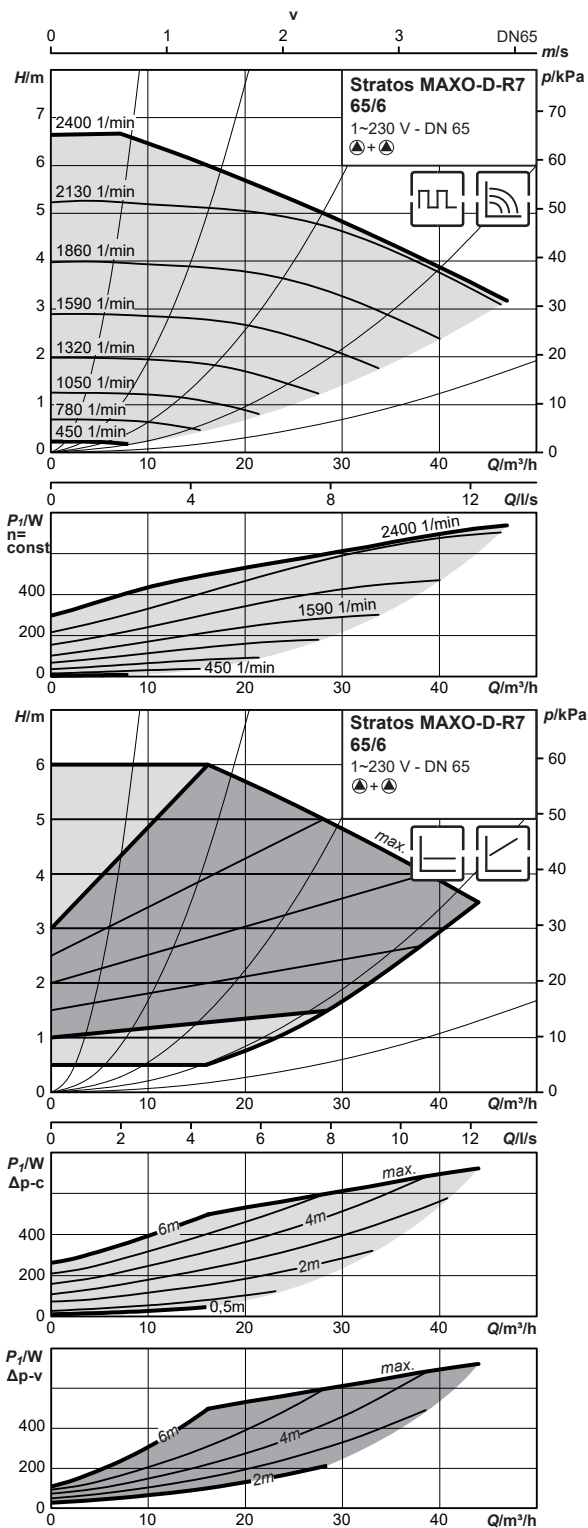 v
0 1 2 3 DN65
m/s
H/m p/kPa
Stratos MAXO-D-R7
65/6
1~230 V - DN 65
+
7 70
2400 1/min
6 60
2130 1/min
5 50
1860 1/min
4 40
1590 1/min
3 30
1320 1/min
2 20
1050 1/min
1 10
780 1/min
450 1/min
0 0
0 10 20 30 40 Q/m³/h
0 4 8 12 Q/l/s
P₁/W
n=
const
2400 1/min
400
1590 1/min
200
450 1/min
0
0 10 20 30 40 Q/m³/h
H/m p/kPa
Stratos MAXO-D-R7
65/6
1~230 V - DN 65
+
6 60
5 50
max.
4 40
3 30
2 20
1 10
0 0
0 10 20 30 40 Q/m³/h
0 2 4 6 8 10 12 Q/l/s
P₁/W
Δp-c
max.
6m
4m
400
2m
200
0,5m
0
0 10 20 30 40 Q/m³/h
P₁/W
Δp-v
max.
6m
400
4m
200
2m
0
0 10 20 30 40 Q/m³/h